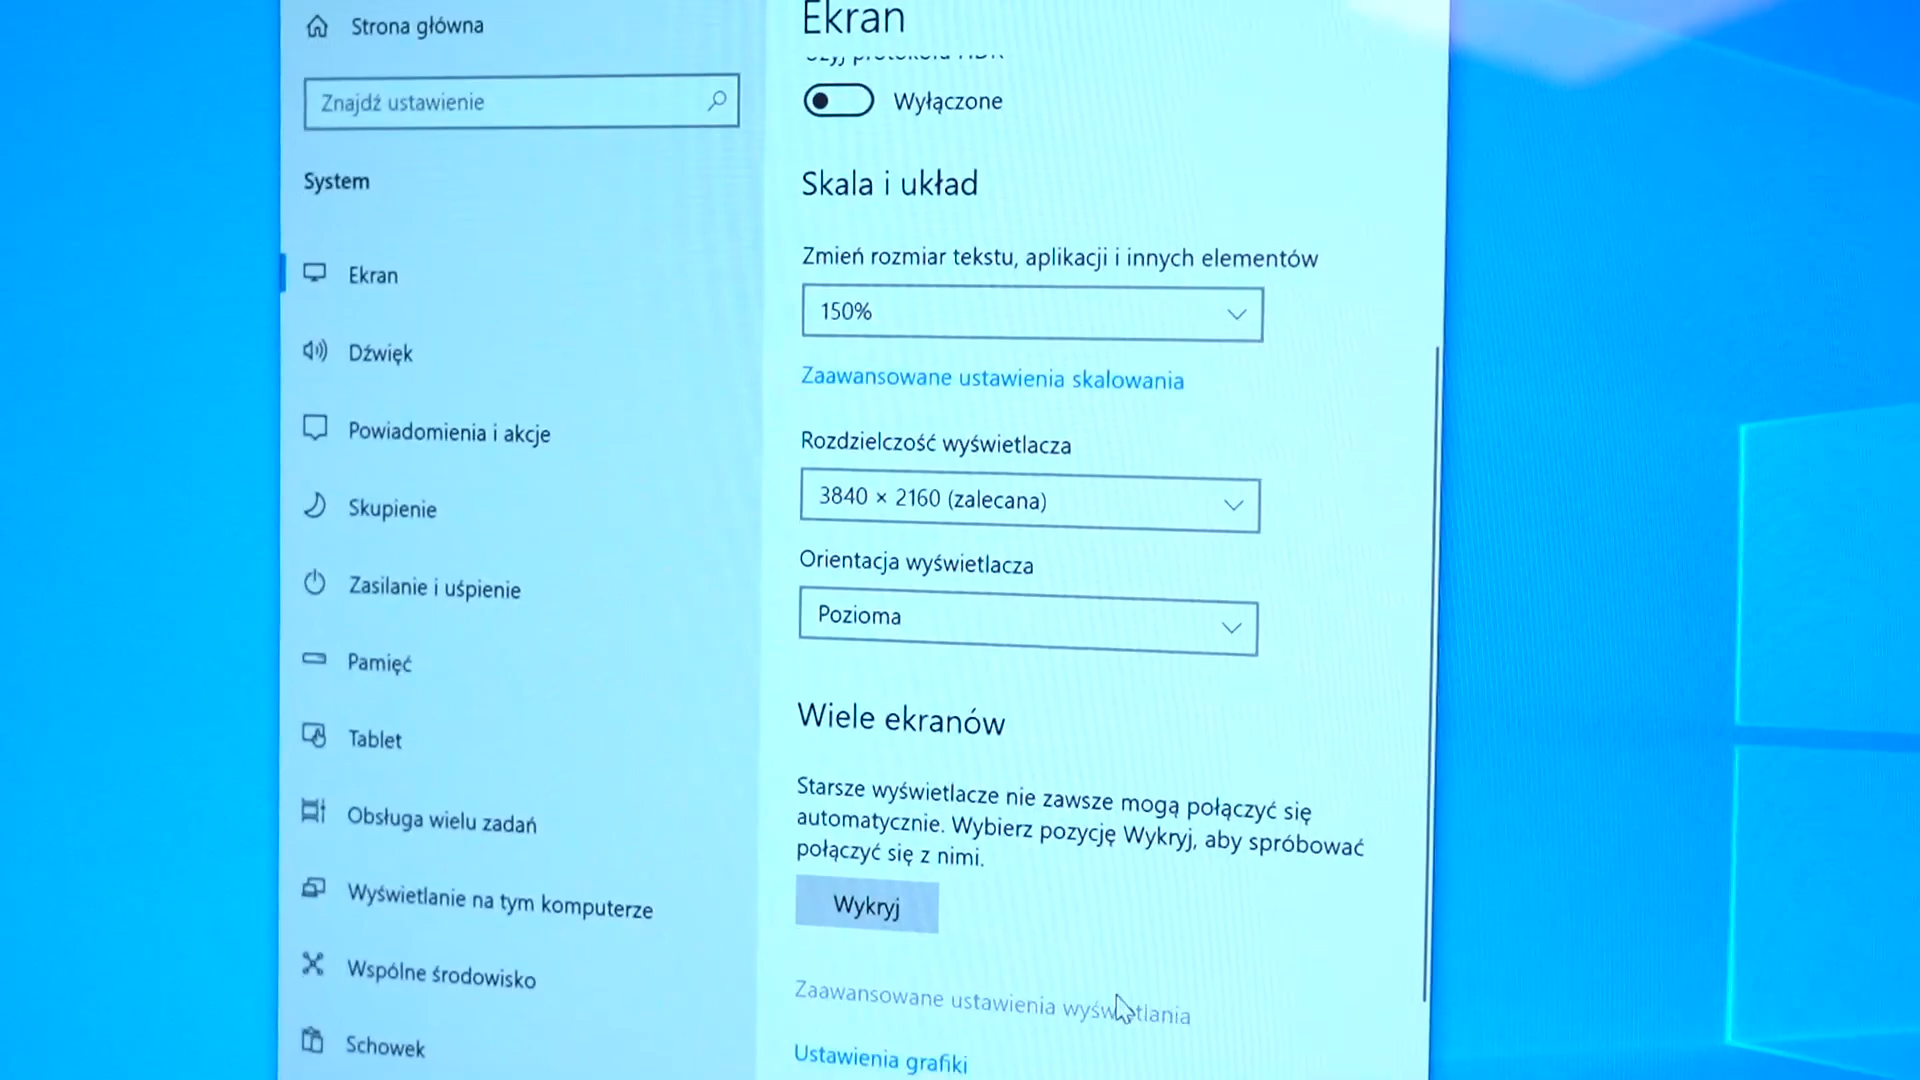 Strona główna
Znajdź ustawienie
System
Ekran
Dźwięk
Powiadomienia i akcje
Skupienie
Zasilanie i uśpienie
Pamięć
Tablet
Obsługa wielu zadań
Wyświetlanie na tym komputerze
Wspólne środowisko
Schowek
Ekran
Wyłączone
Skala i układ
Zmień rozmiar tekstu, aplikacji i innych elementów
150%
Zaawansowane ustawienia skalowania
Rozdzielczość wyświetlacza
3840 × 2160 (zalecana)
Orientacja wyświetlacza
Pozioma
Wiele ekranów
Starsze wyświetlacze nie zawsze mogą połączyć się
automatycznie. Wybierz pozycję Wykryj, aby spróbować
połączyć się z nimi.
Wykryj
Zaawansowane ustawienia wyświetlania
Ustawienia grafiki